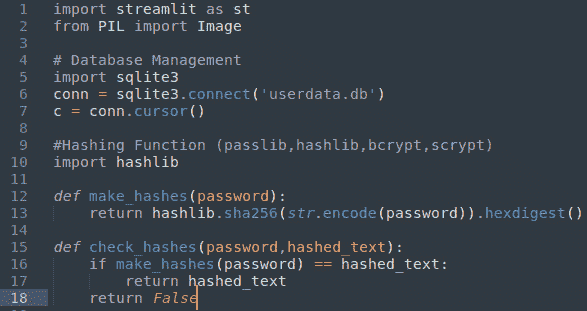 1 import streamlit as st
2 from PIL import Image
3
4 # Database Management
5 import sqlite3
6 conn = sqlite3.connect('userdata.db')
7 c = conn.cursor()
8
9 #Hashing Function (passlib,hashlib,bcrypt,scrypt)
10 import hashlib
11
12 def make_hashes(password):
13     return hashlib.sha256(str.encode(password)).hexdigest()
14
15 def check_hashes(password,hashed_text):
16     if make_hashes(password) == hashed_text:
17         return hashed_text
18     return False